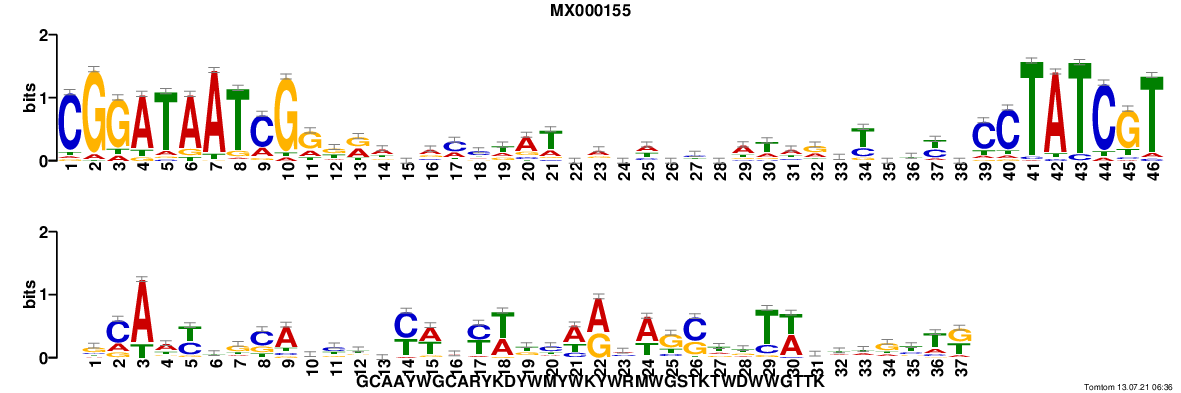 MX000155
2
bits
1
0
CGGATAATCG CCTATCGT
1 2 3 4 5 6 7 8 9 10 11 12 13 14 15 16 17 18 19 20 21 22 23 24 25 26 27 28 29 30 31 32 33 34 35 36 37 38 39 40 41 42 43 44 45 46
2
bits
1
0
1 2 3 4 5 6 7 8 9 10 11 12 13 14 15 16 17 18 19 20 21 22 23 24 25 26 27 28 29 30 31 32 33 34 35 36 37
GCAAYWGCARYKDYWMYWKYWRMWGSTKTWDWWGTTK
Tomtom 13.07.21 06:36